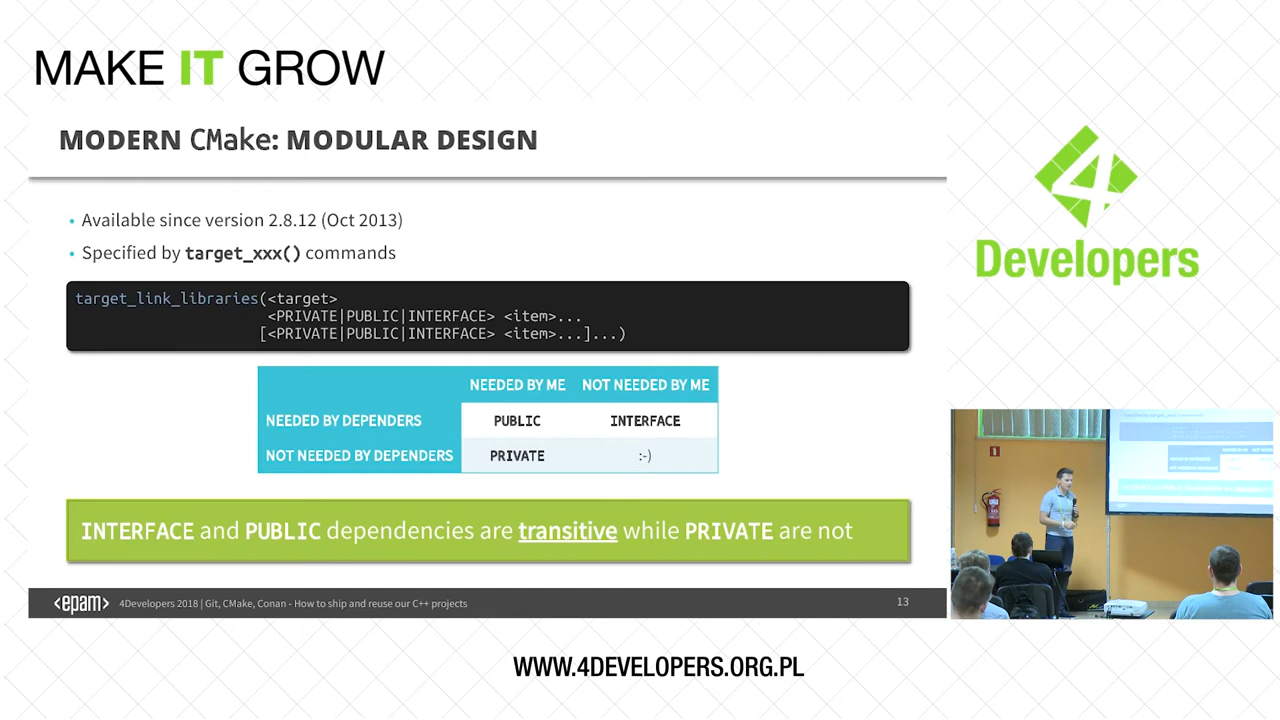 MAKE IT GROW
MODERN CMake: MODULAR DESIGN
4
Developers
• Available since version 2.8.12 (Oct 2013)
• Specified by target_xxx() commands
target_link_libraries(<target>
<PRIVATE|PUBLIC|INTERFACE> <item>...
[<PRIVATE|PUBLIC|INTERFACE> <item>...]...)
NEEDED BY ME NOT NEEDED BY ME
NEEDED BY DEPENDERS PUBLIC INTERFACE
NOT NEEDED BY DEPENDERS PRIVATE :-)
INTERFACE and PUBLIC dependencies are transitive while PRIVATE are not
<epam> 4Developers 2018 | Git, CMake, Conan - How to ship and reuse our C++ projects 13
WWW.4DEVELOPERS.ORG.PL